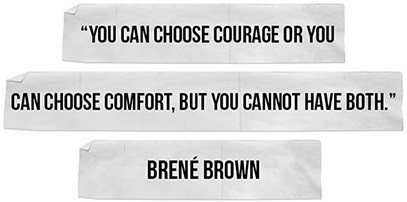 “YOU CAN CHOOSE COURAGE OR YOU
CAN CHOOSE COMFORT, BUT YOU CANNOT HAVE BOTH.”
BRENÉ BROWN